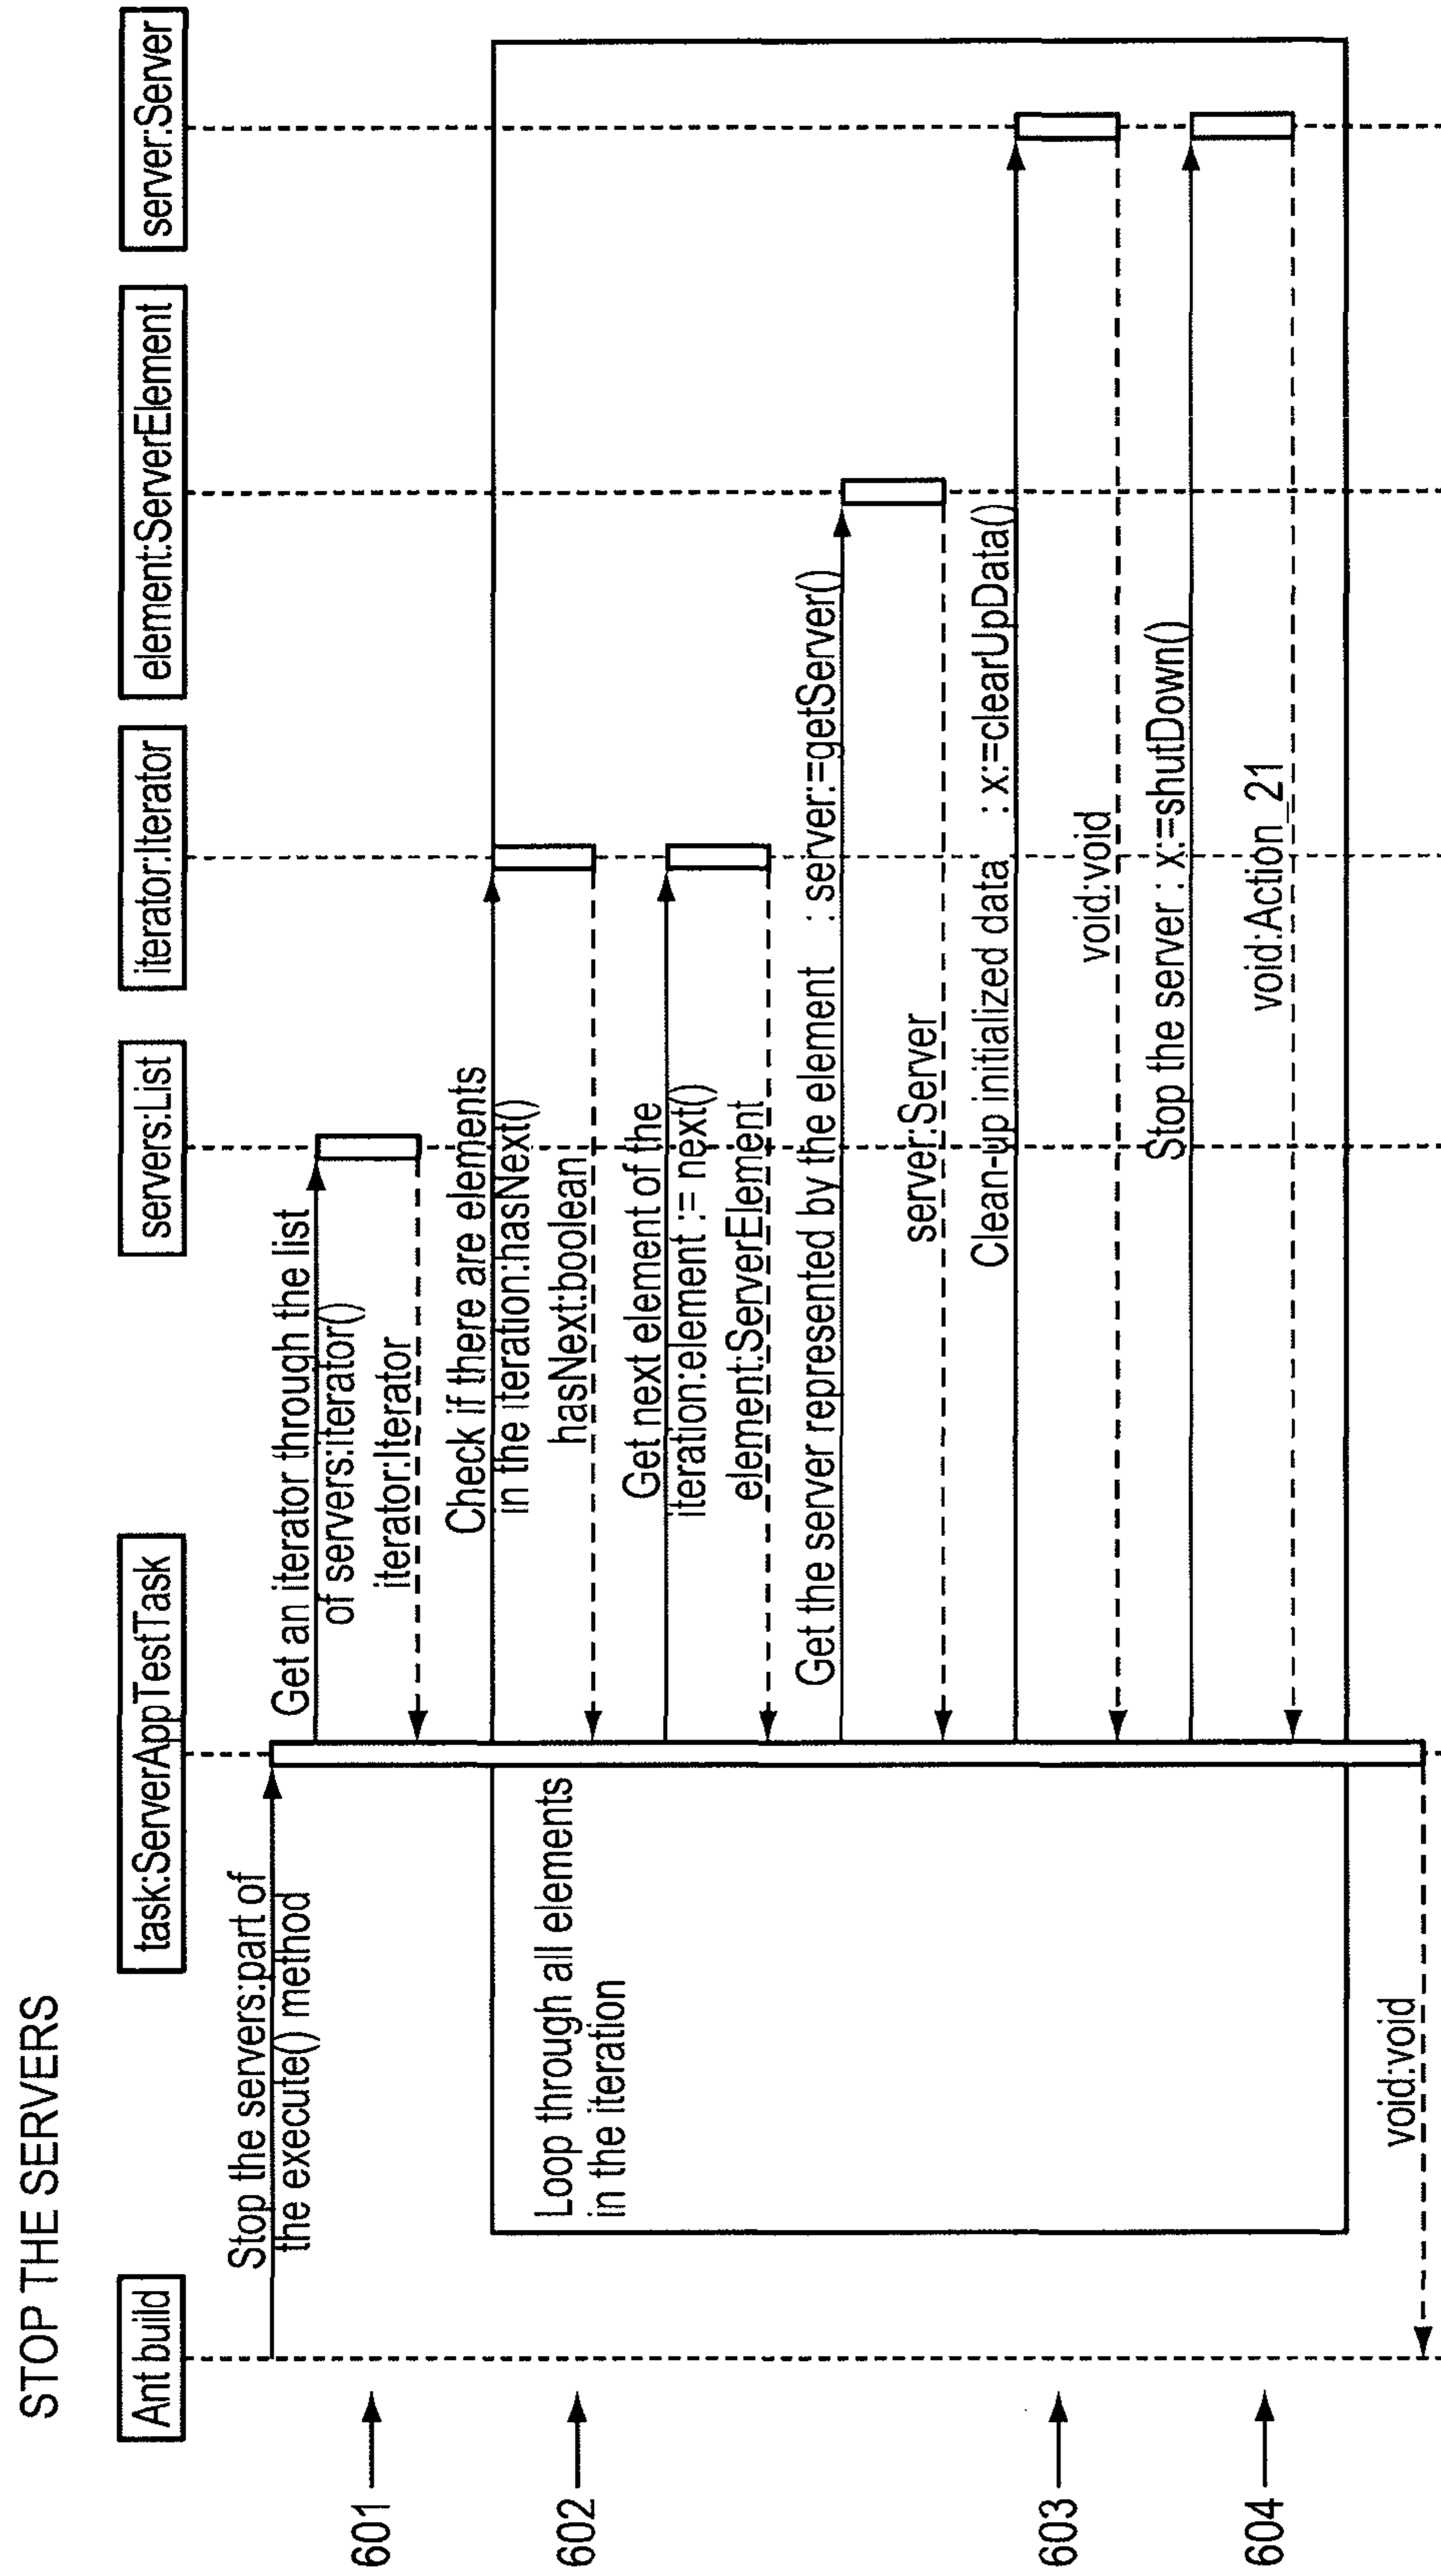 STOP THE SERVERS
Ant build
task:ServerAppTestTask
servers:List
iterator:Iterator
element:ServerElement
server:Server
Stop the servers:part of
the execute() method
Get an iterator through the list
of servers:iterator()
601
iterator:Iterator
Check if there are elements
in the iteration:hasNext()
Loop through all elements
in the iteration
602
hasNext:boolean
Get next element of the
iteration:element := next()
element:ServerElement
Get the server represented by the element : server:=getServer()
server:Server
Clean-up initialized data : x:=clearUpData()
603
void:void
Stop the server : x:=shutDown()
604
void:Action_21
void:void